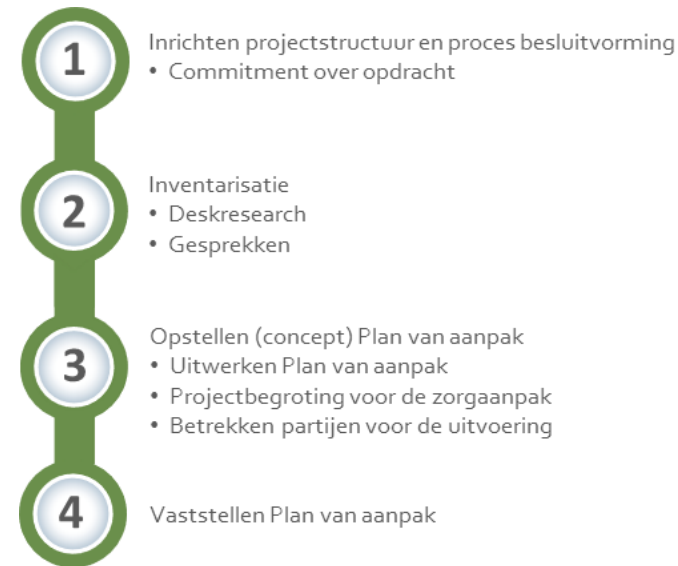 1
Inrichten projectstructuur en proces besluitvorming
• Commitment over opdracht
2
Inventarisatie
• Deskresearch
• Gesprekken
3
Opstellen (concept) Plan van aanpak
• Uitwerken Plan van aanpak
• Projectbegroting voor de zorgaanpak
• Betrekken partijen voor de uitvoering
4
Vaststellen Plan van aanpak